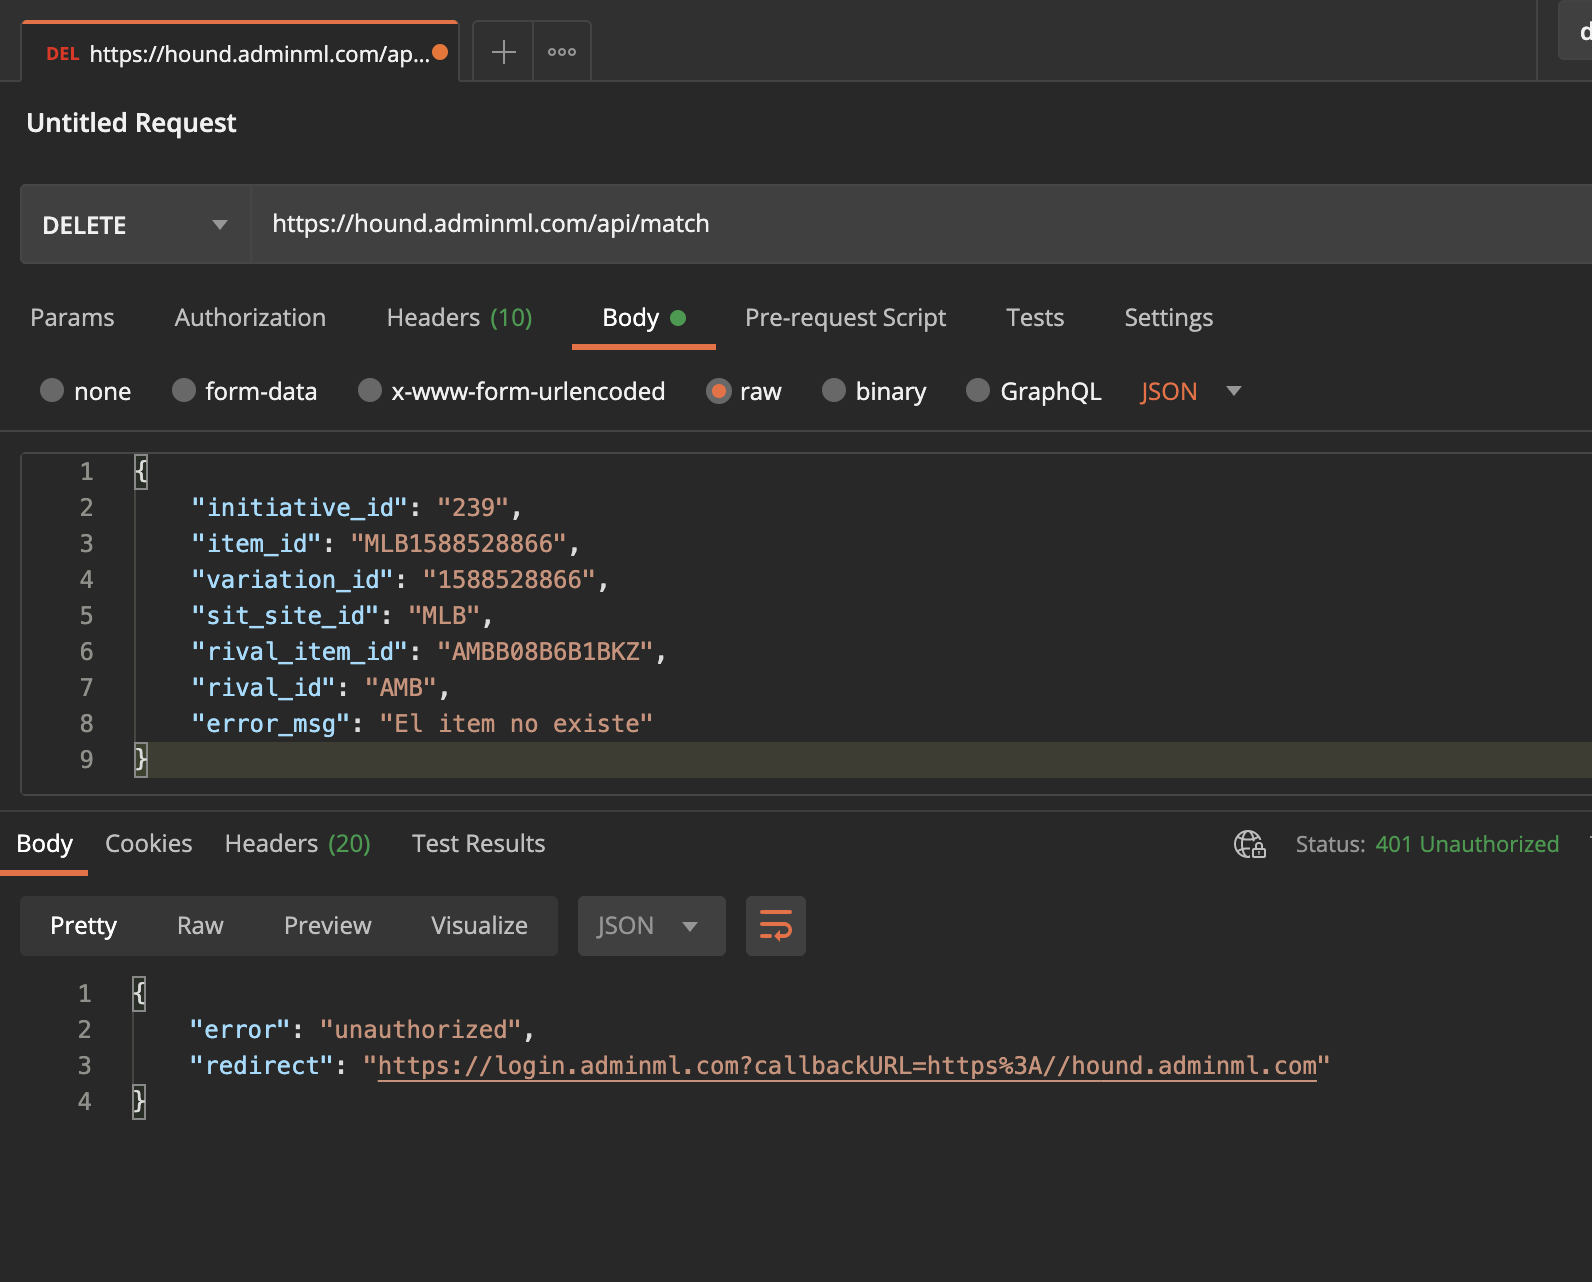 DEL https://hound.adminml.com/ap...
Untitled Request
DELETE https://hound.adminml.com/api/match
Params Authorization Headers (10) Body Pre-request Script Tests Settings
none form-data x-www-form-urlencoded raw binary GraphQL JSON
1 {
2 "initiative_id": "239",
3 "item_id": "MLB1588528866",
4 "variation_id": "1588528866",
5 "sit_site_id": "MLB",
6 "rival_item_id": "AMBB08B6B1BKZ",
7 "rival_id": "AMB",
8 "error_msg": "El item no existe"
9 }
Body Cookies Headers (20) Test Results Status: 401 Unauthorized
Pretty Raw Preview Visualize JSON
1 {
2 "error": "unauthorized",
3 "redirect": "https://login.adminml.com?callbackURL=https%3A//hound.adminml.com"
4 }